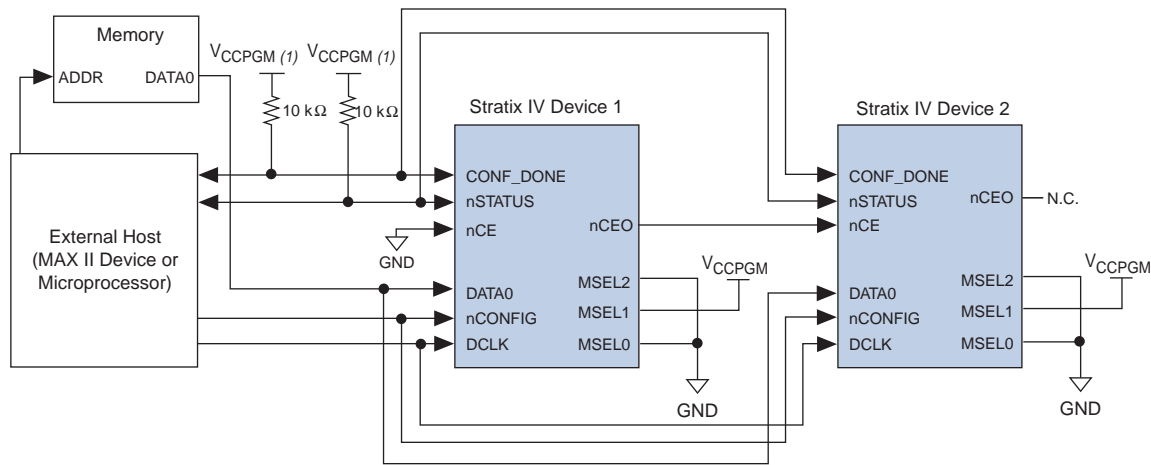 Memory
ADDR
DATA0
VCCPGM (1)
VCCPGM (1)
10 kΩ
10 kΩ
External Host
(MAX II Device or
Microprocessor)
Stratix IV Device 1
CONF_DONE
nSTATUS
nCE
GND
nCEO
DATA0
nCONFIG
DCLK
MSEL2
MSEL1
MSEL0
VCCPGM
GND
Stratix IV Device 2
CONF_DONE
nSTATUS
nCE
nCEO
N.C.
DATA0
nCONFIG
DCLK
MSEL2
MSEL1
MSEL0
VCCPGM
GND